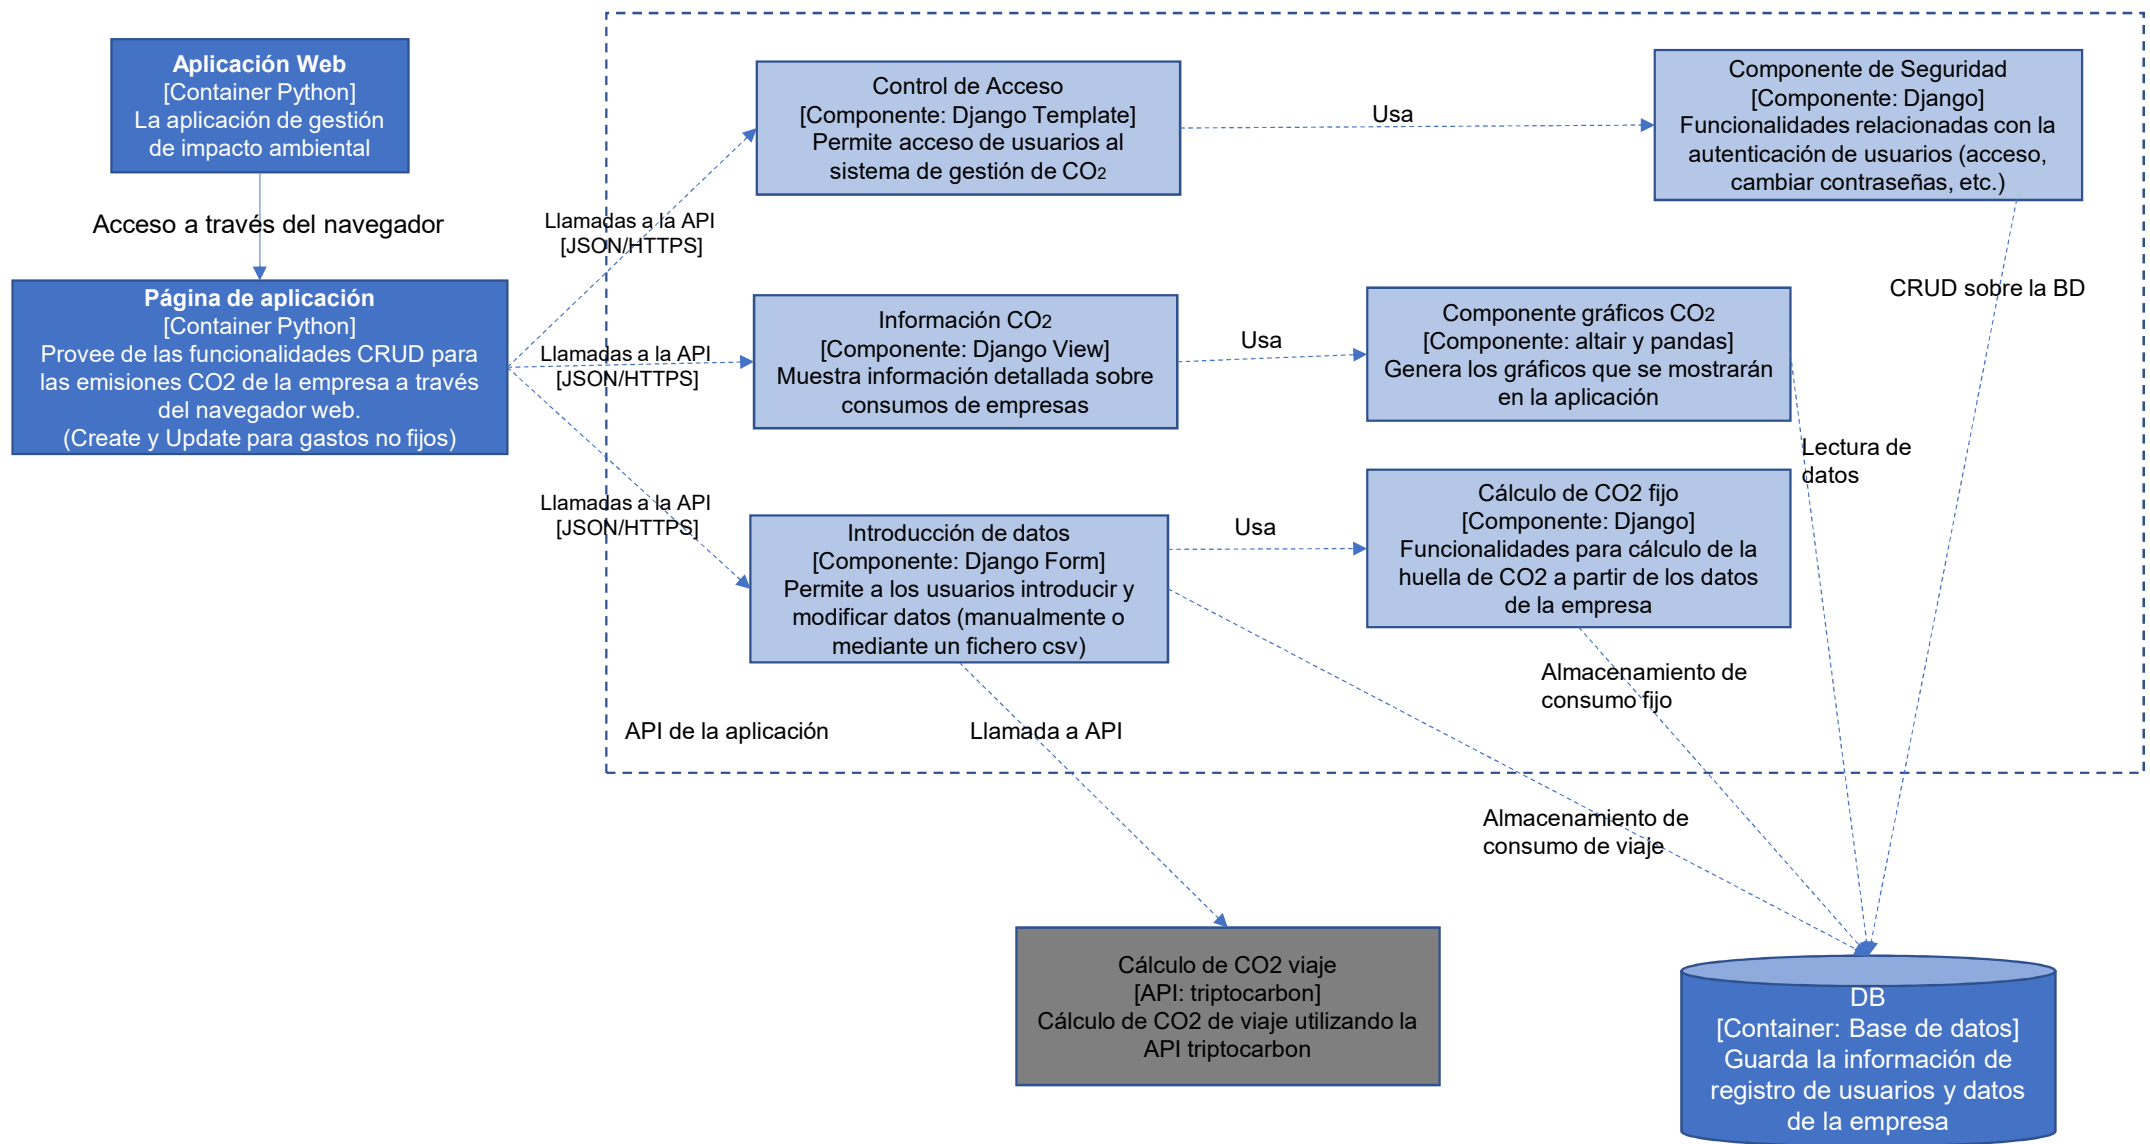 Aplicación Web
[Container Python]
La aplicación de gestión
de impacto ambiental
Acceso a través del navegador
Página de aplicación
[Container Python]
Provee de las funcionalidades CRUD para
las emisiones CO2 de la empresa a través
del navegador web.
(Create y Update para gastos no fijos)
Llamadas a la API
[JSON/HTTPS]
Llamadas a la API
[JSON/HTTPS]
Llamadas a la API
[JSON/HTTPS]
Control de Acceso
[Componente: Django Template]
Permite acceso de usuarios al
sistema de gestión de CO2
Usa
Componente de Seguridad
[Componente: Django]
Funcionalidades relacionadas con la
autenticación de usuarios (acceso,
cambiar contraseñas, etc.)
CRUD sobre la BD
Información CO2
[Componente: Django View]
Muestra información detallada sobre
consumos de empresas
Usa
Componente gráficos CO2
[Componente: altair y pandas]
Genera los gráficos que se mostrarán
en la aplicación
Lectura de
datos
Introducción de datos
[Componente: Django Form]
Permite a los usuarios introducir y
modificar datos (manualmente o
mediante un fichero csv)
Usa
Cálculo de CO2 fijo
[Componente: Django]
Funcionalidades para cálculo de la
huella de CO2 a partir de los datos
de la empresa
Almacenamiento de
consumo fijo
API de la aplicación
Llamada a API
Almacenamiento de
consumo de viaje
Cálculo de CO2 viaje
[API: triptocarbon]
Cálculo de CO2 de viaje utilizando la
API triptocarbon
DB
[Container: Base de datos]
Guarda la información de
registro de usuarios y datos
de la empresa